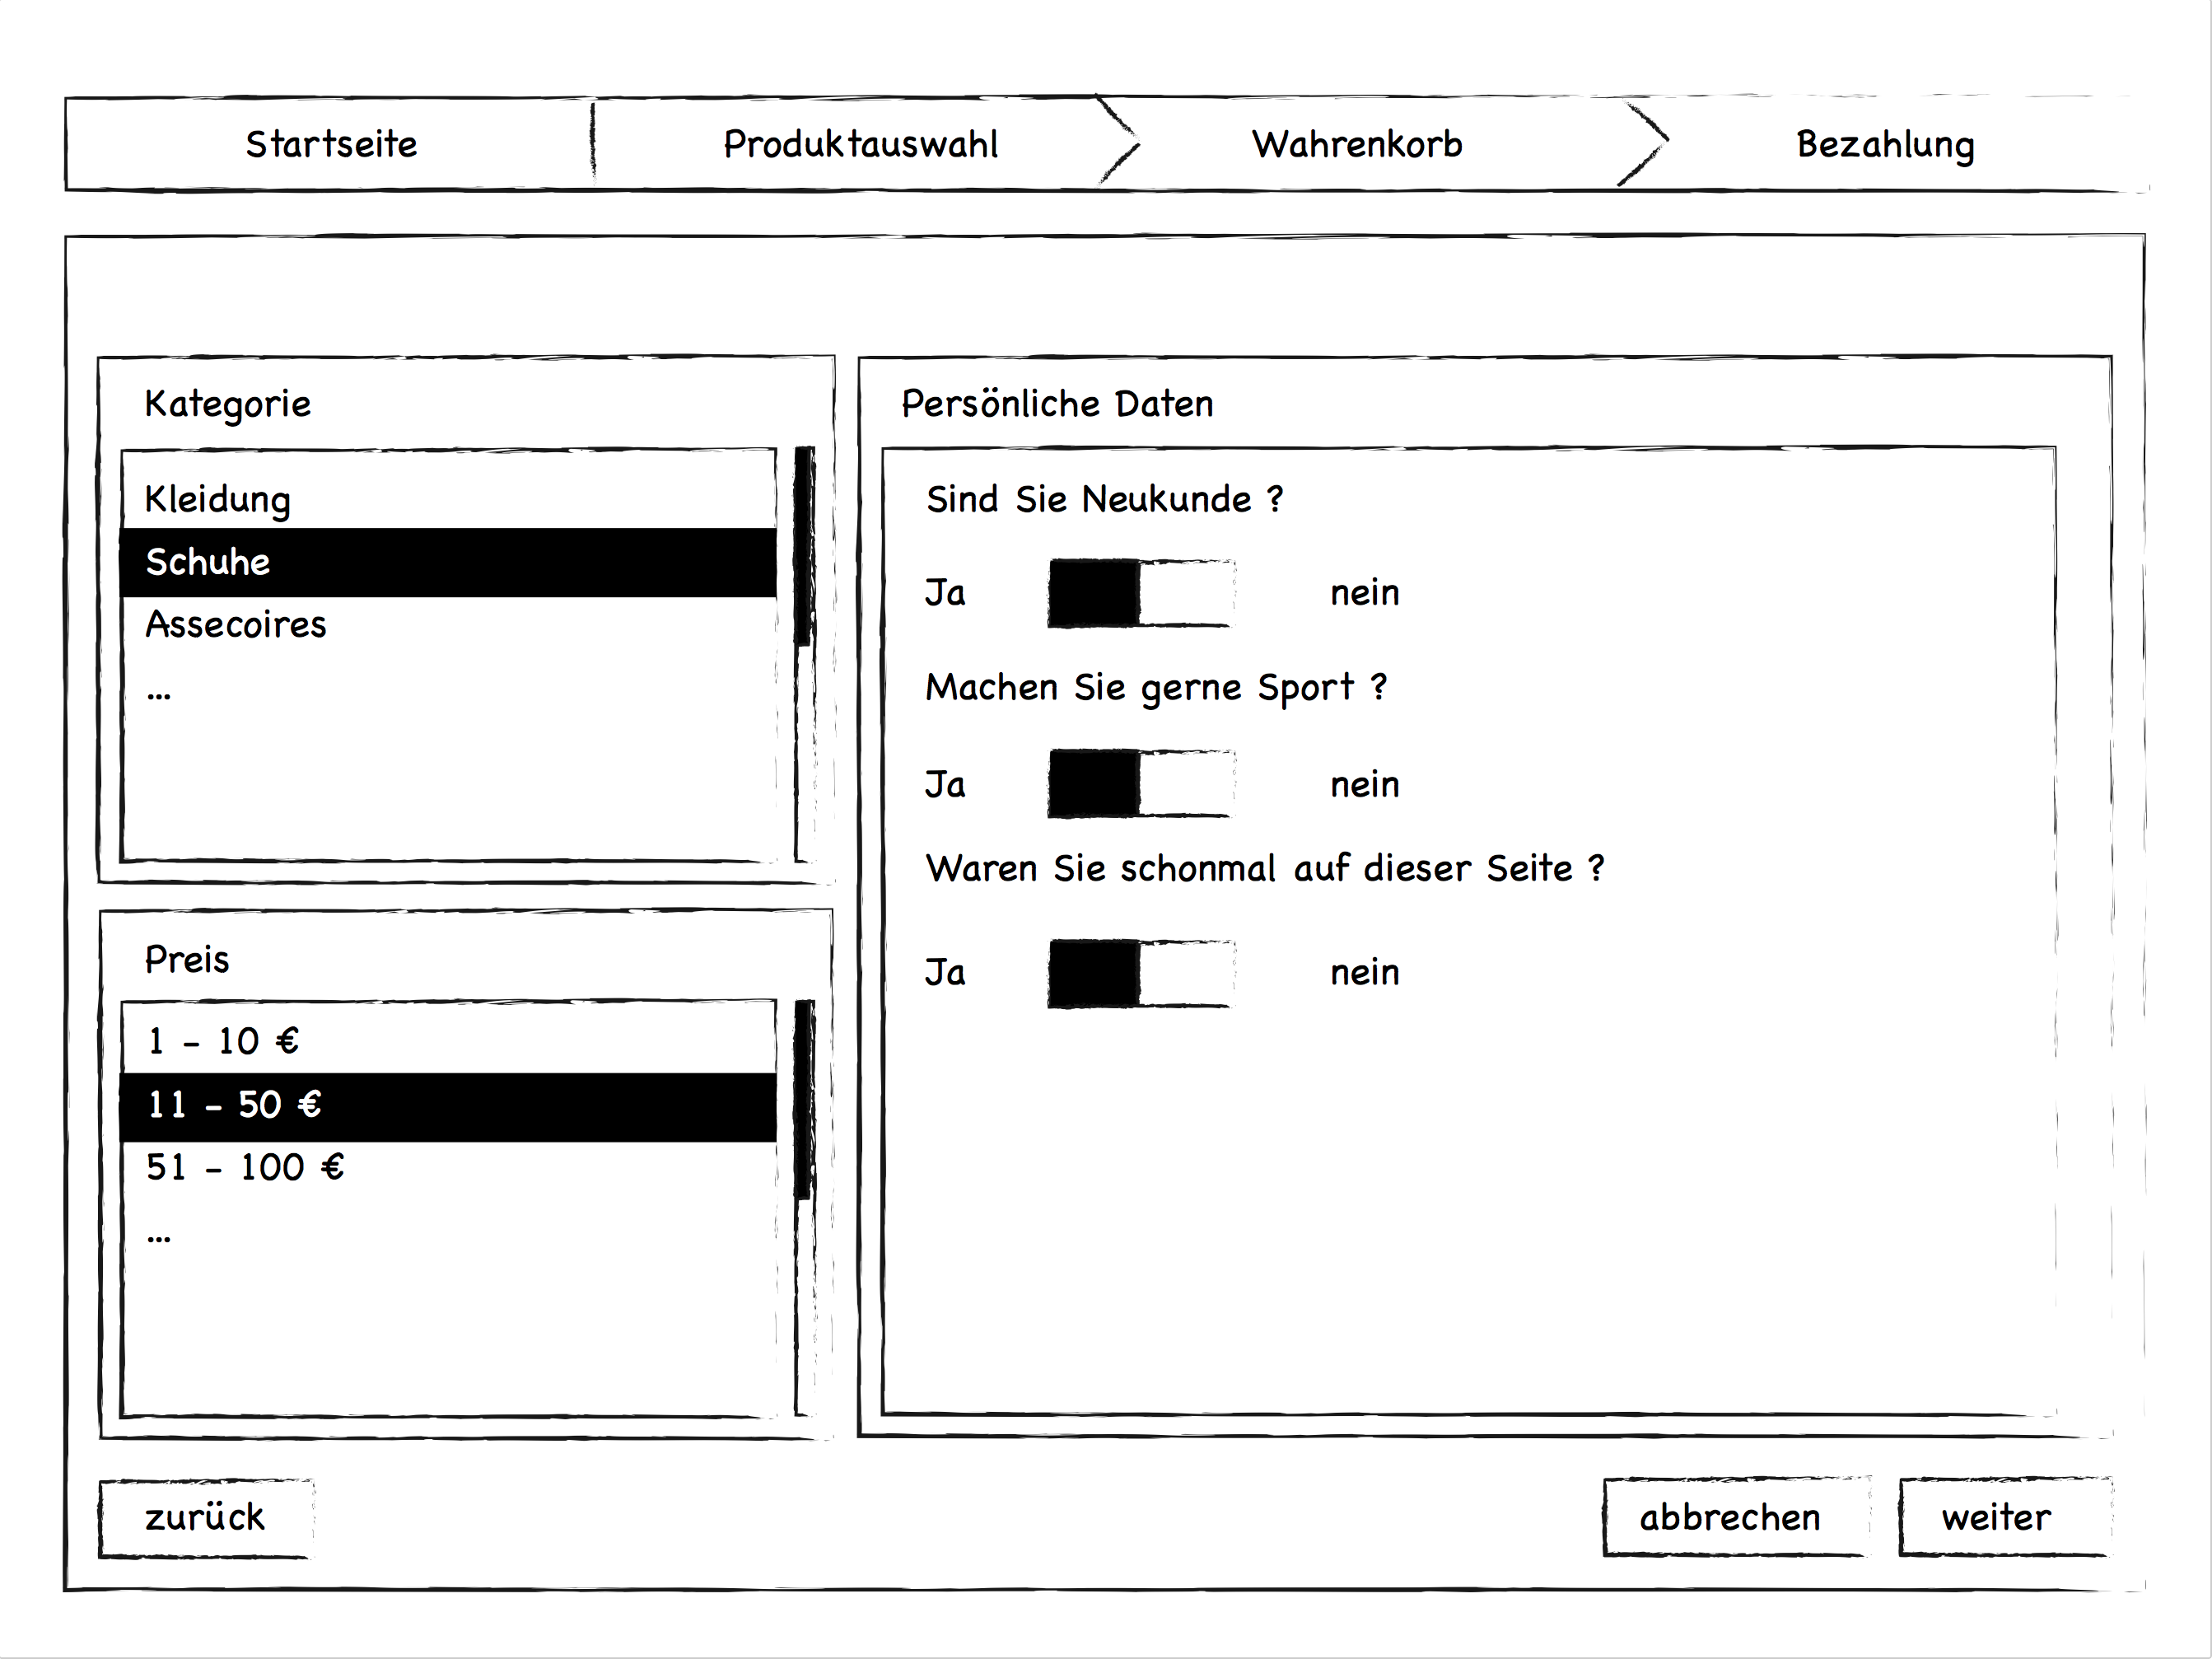 Startseite Produktauswahl Wahrenkorb Bezahlung
Kategorie
Kleidung
Schuhe
Assecoires
...
Preis
1 - 10 €
11 - 50 €
51 - 100 €
...
Persönliche Daten
Sind Sie Neukunde ?
Ja nein
Machen Sie gerne Sport ?
Ja nein
Waren Sie schonmal auf dieser Seite ?
Ja nein
zurück abbrechen weiter